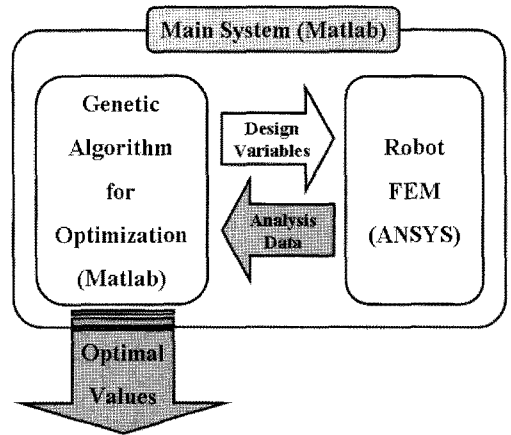 Main System (Matlab)
Genetic
Algorithm
for
Optimization
(Matlab)
Design
Variables
Analysis
Data
Robot
FEM
(ANSYS)
Optimal
Values